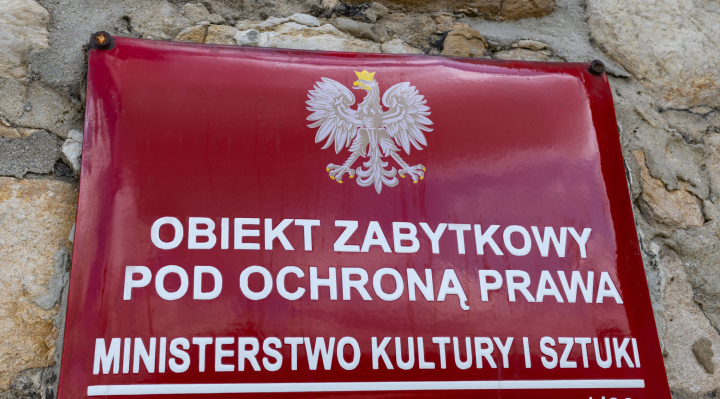 OBIEKT ZABYTKOWY
POD OCHRONĄ PRAWA
MINISTERSTWO KULTURY I SZTUKI